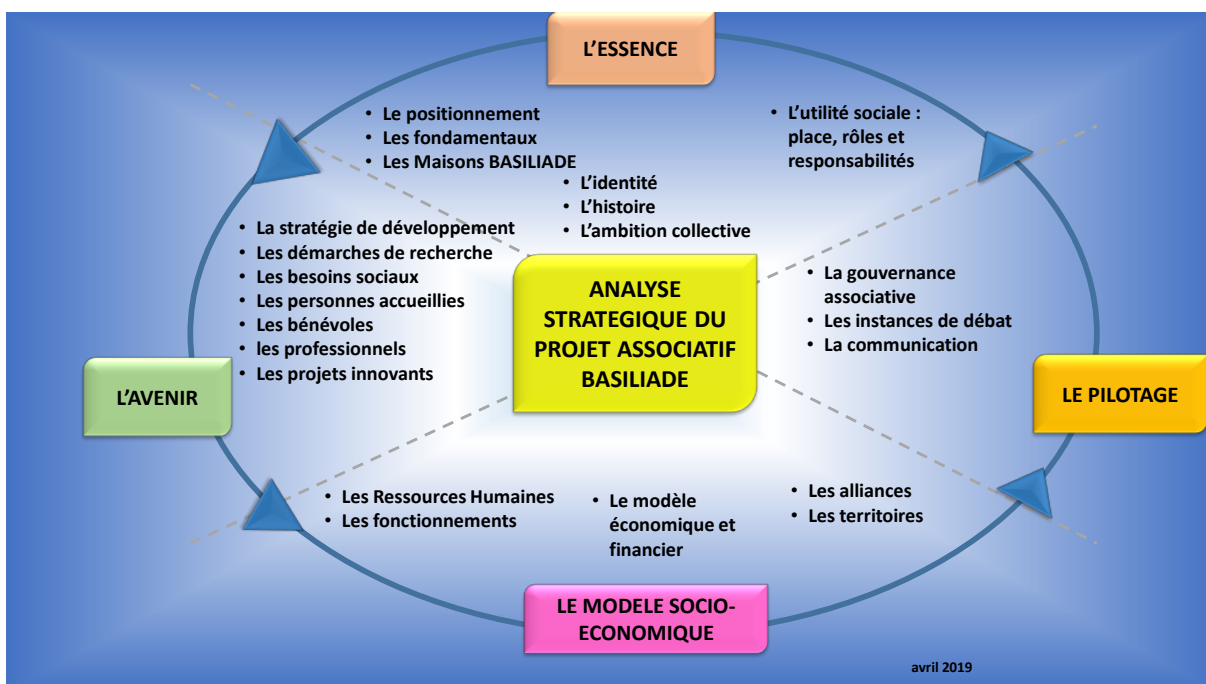 L'ESSENCE
• Le positionnement
• Les fondamentaux
• Les Maisons BASILIADE
• L'utilité sociale :
place, rôles et
responsabilités
• L'identité
• L'histoire
• L'ambition collective
• La stratégie de développement
• Les démarches de recherche
• Les besoins sociaux
• Les personnes accueillies
• Les bénévoles
• les professionnels
• Les projets innovants
ANALYSE
STRATEGIQUE DU
PROJET ASSOCIATIF
BASILIADE
• La gouvernance
associative
• Les instances de débat
• La communication
L'AVENIR
LE PILOTAGE
• Les Ressources Humaines
• Les fonctionnements
• Le modèle
économique et
financier
• Les alliances
• Les territoires
LE MODELE SOCIO-
ECONOMIQUE
avril 2019